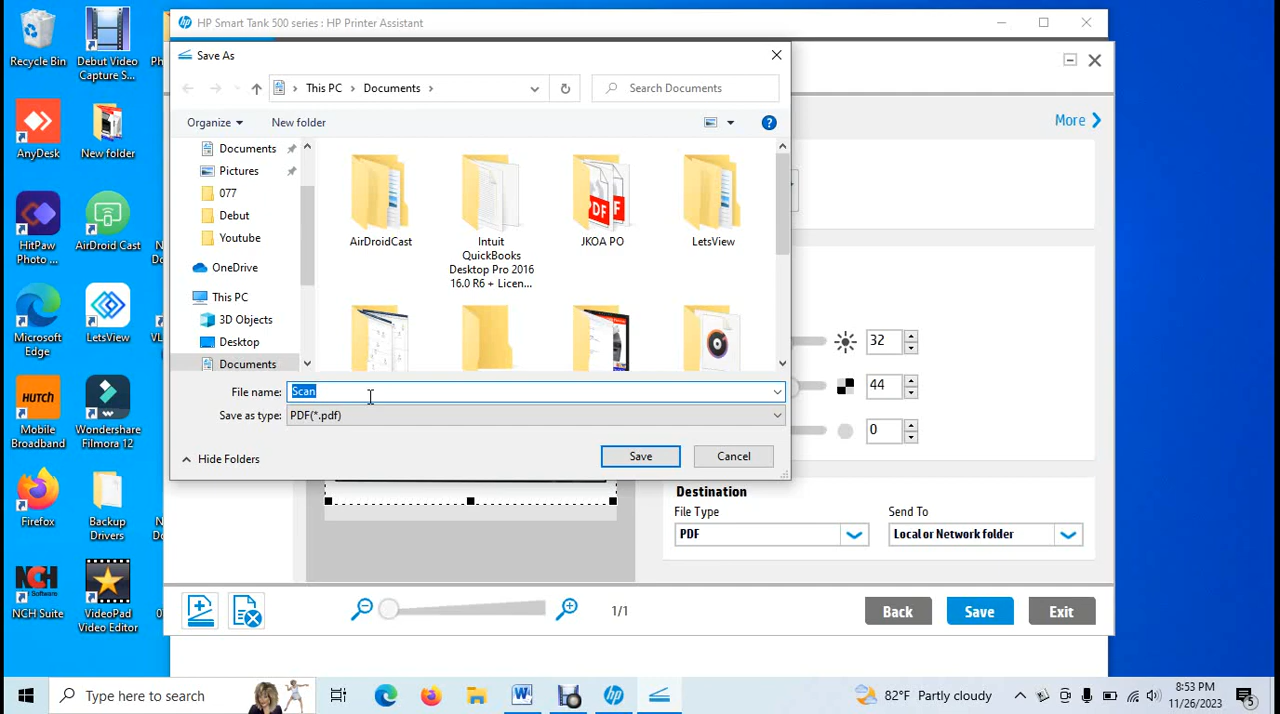 HP Smart Tank 500 series : HP Printer Assistant
Save As
This PC
Documents
Search Documents
Organize
New folder
Documents
Pictures
077
Debut
Youtube
OneDrive
This PC
3D Objects
Desktop
Documents
AirDroidCast
Intuit
QuickBooks
Desktop Pro 2016
16.0 R6 + Licen...
PDF
JKOA PO
LetsView
File name:
Scan
Save as type:
PDF(*.pdf)
Hide Folders
Save
Cancel
More
32
44
0
Destination
File Type
Send To
PDF
Local or Network folder
1/1
Back
Save
Exit
Recycle Bin
Debut Video
Capture S...
AnyDesk
New folder
HitPaw
Photo ...
AirDroid Cast
Microsoft
Edge
LetsView
HUTCH
Mobile
Broadband
Wondershare
Filmora 12
Firefox
Backup
Drivers
NCH
Software
NCH Suite
VideoPad
Video Editor
Type here to search
82°F Partly cloudy
8:53 PM
11/26/2023
5